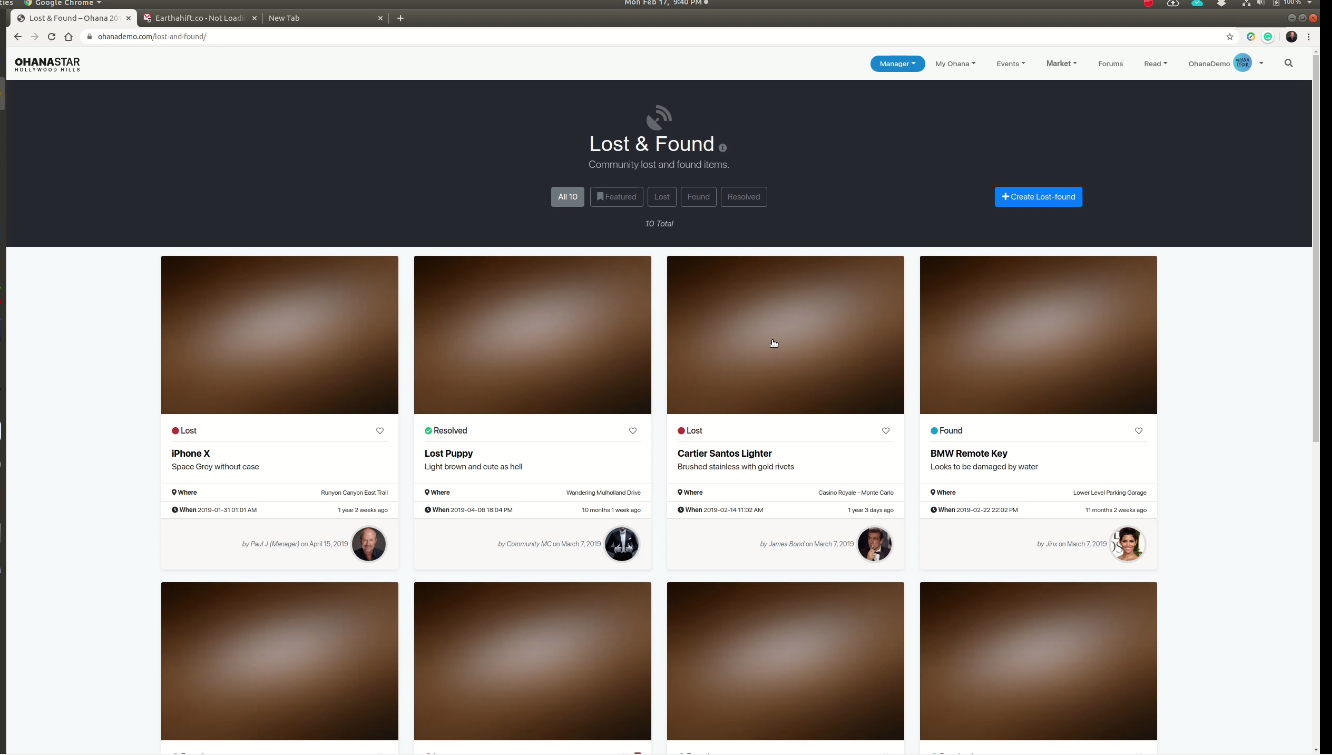 Google Chrome
Mon Feb 17, 9:40 PM
100%
Lost & Found – Ohana 201
Earthahift.co - Not Loadin
New Tab
ohanademo.com/lost-and-found/
OHANASTAR
HOLLYWOOD HILLS
Manager
My Ohana
Events
Market
Forums
Read
OhanaDemo
Lost & Found
Community lost and found items.
All 10
Featured
Lost
Found
Resolved
+ Create Lost-found
10 Total
Lost
iPhone X
Space Grey without case
Where Runyon Canyon East Trail
When 2019-01-31 01:01 AM 1 year 2 weeks ago
by Paul J (Manager) on April 15, 2019
Resolved
Lost Puppy
Light brown and cute as hell
Where Wandering Mulholland Drive
When 2019-04-06 18:04 PM 10 months 1 week ago
by Community MC on March 7, 2019
Lost
Cartier Santos Lighter
Brushed stainless with gold rivets
Where Casino Royale - Monte Carlo
When 2019-02-14 11:02 AM 1 year 3 days ago
by James Bond on March 7, 2019
Found
BMW Remote Key
Looks to be damaged by water
Where Lower Level Parking Garage
When 2019-02-22 22:02 PM 11 months 2 weeks ago
by Jinx on March 7, 2019